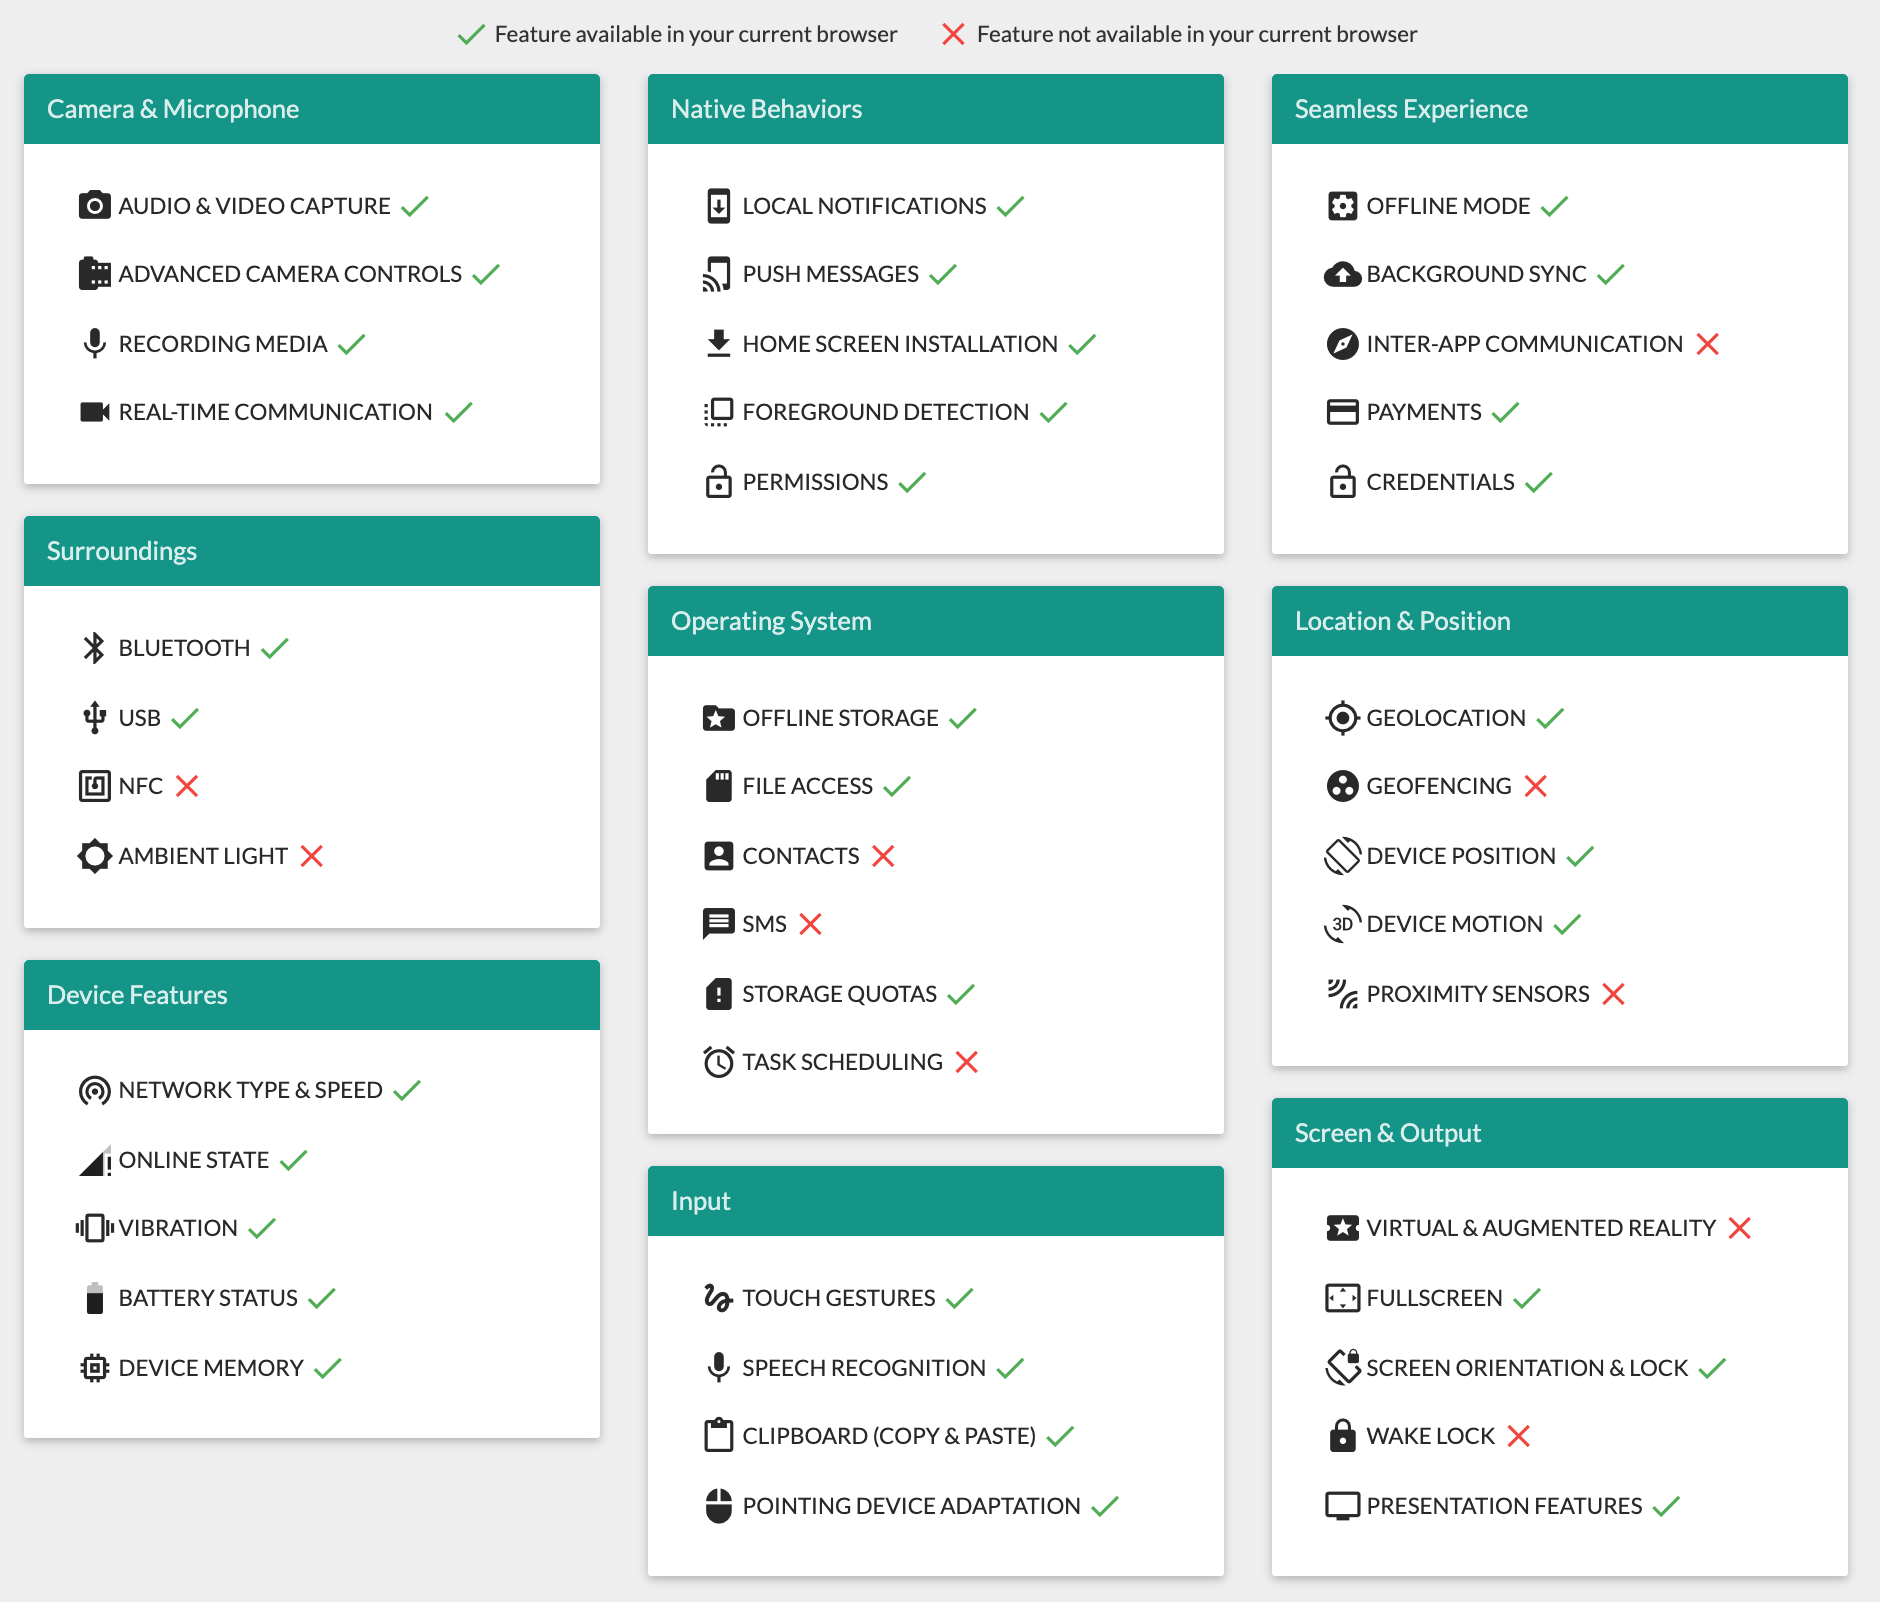 Feature available in your current browser
Feature not available in your current browser
Camera & Microphone
AUDIO & VIDEO CAPTURE
ADVANCED CAMERA CONTROLS
RECORDING MEDIA
REAL-TIME COMMUNICATION
Surroundings
BLUETOOTH
USB
NFC
AMBIENT LIGHT
Device Features
NETWORK TYPE & SPEED
ONLINE STATE
VIBRATION
BATTERY STATUS
DEVICE MEMORY
Native Behaviors
LOCAL NOTIFICATIONS
PUSH MESSAGES
HOME SCREEN INSTALLATION
FOREGROUND DETECTION
PERMISSIONS
Operating System
OFFLINE STORAGE
FILE ACCESS
CONTACTS
SMS
STORAGE QUOTAS
TASK SCHEDULING
Input
TOUCH GESTURES
SPEECH RECOGNITION
CLIPBOARD (COPY & PASTE)
POINTING DEVICE ADAPTATION
Seamless Experience
OFFLINE MODE
BACKGROUND SYNC
INTER-APP COMMUNICATION
PAYMENTS
CREDENTIALS
Location & Position
GEOLOCATION
GEOFENCING
DEVICE POSITION
3D DEVICE MOTION
PROXIMITY SENSORS
Screen & Output
VIRTUAL & AUGMENTED REALITY
FULLSCREEN
SCREEN ORIENTATION & LOCK
WAKE LOCK
PRESENTATION FEATURES